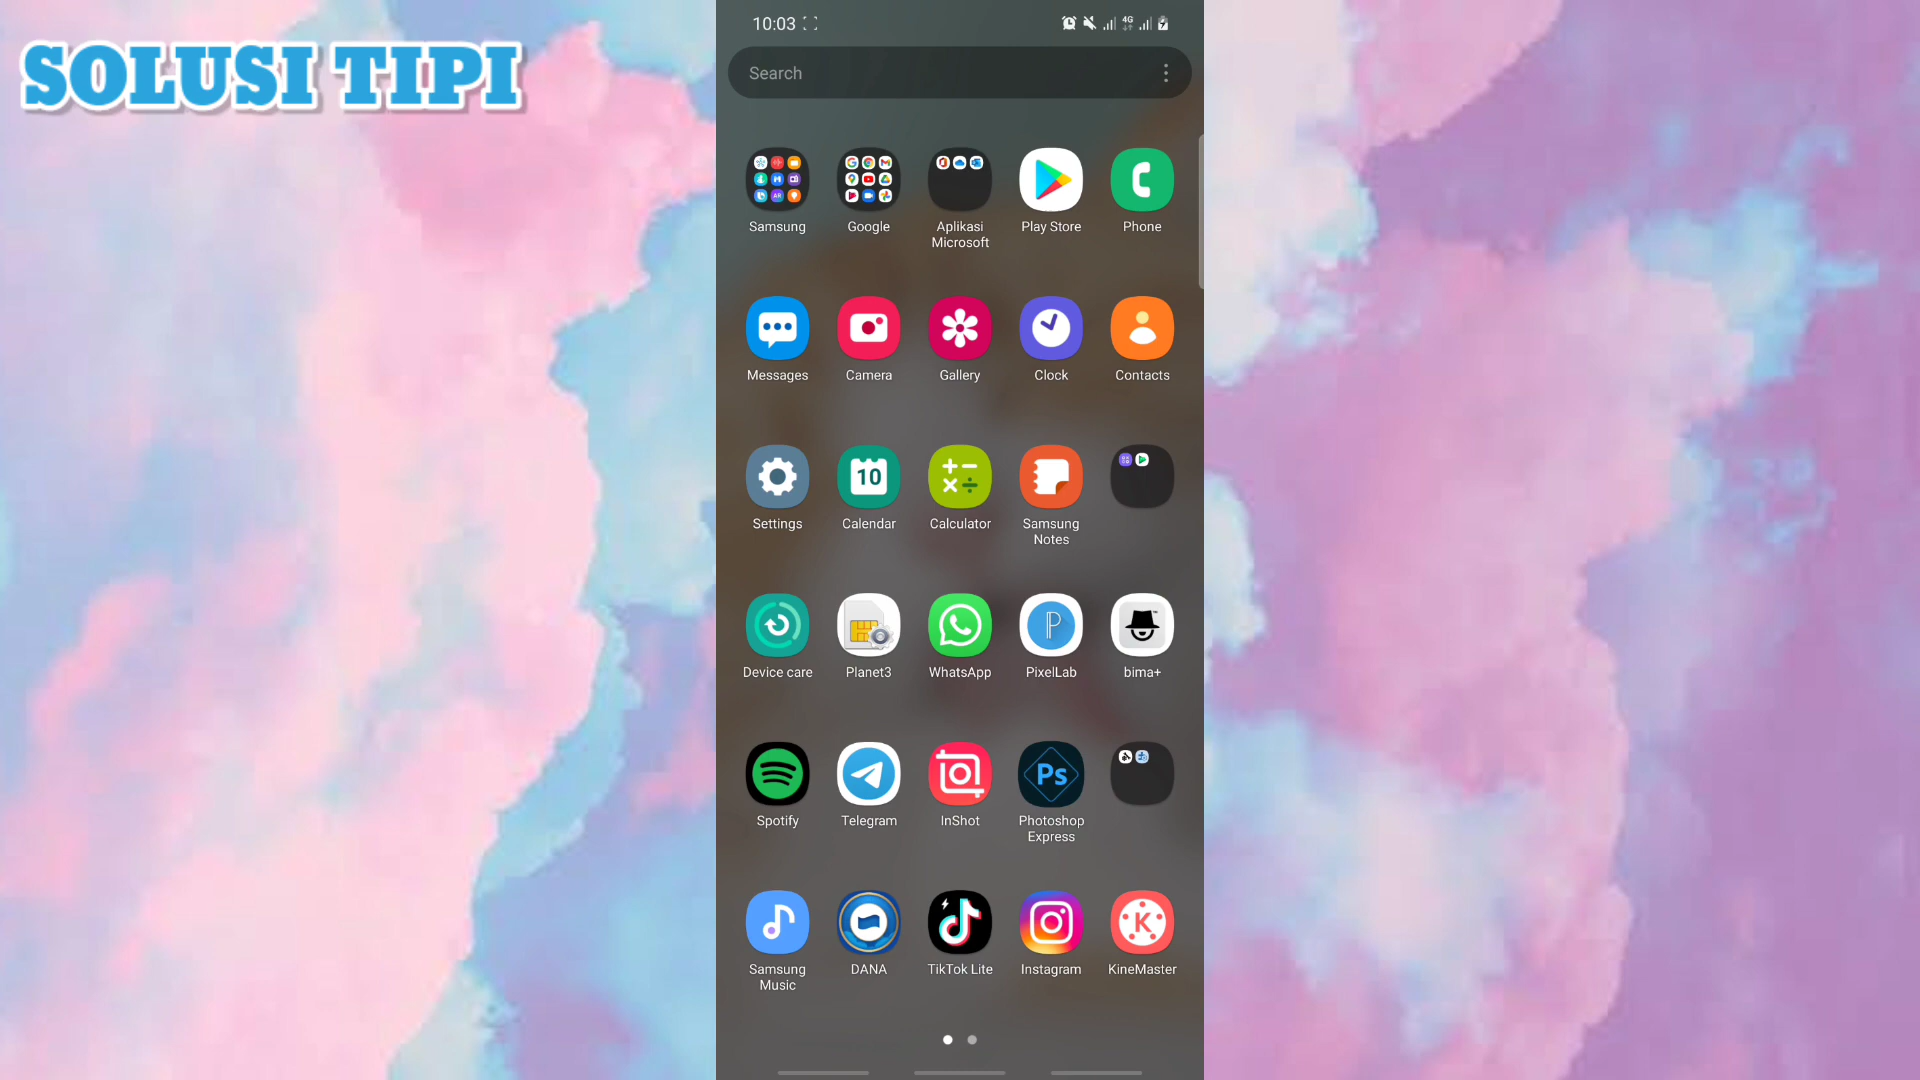 SOLUSI TIPI
10:03
4G
Search
Samsung
Google
Aplikasi
Microsoft
Play Store
Phone
Messages
Camera
Gallery
Clock
Contacts
10
Settings
Calendar
Calculator
Samsung
Notes
Device care
Planet3
WhatsApp
PixelLab
bima+
Ps
Spotify
Telegram
InShot
Photoshop
Express
Samsung
Music
DANA
TikTok Lite
Instagram
KineMaster